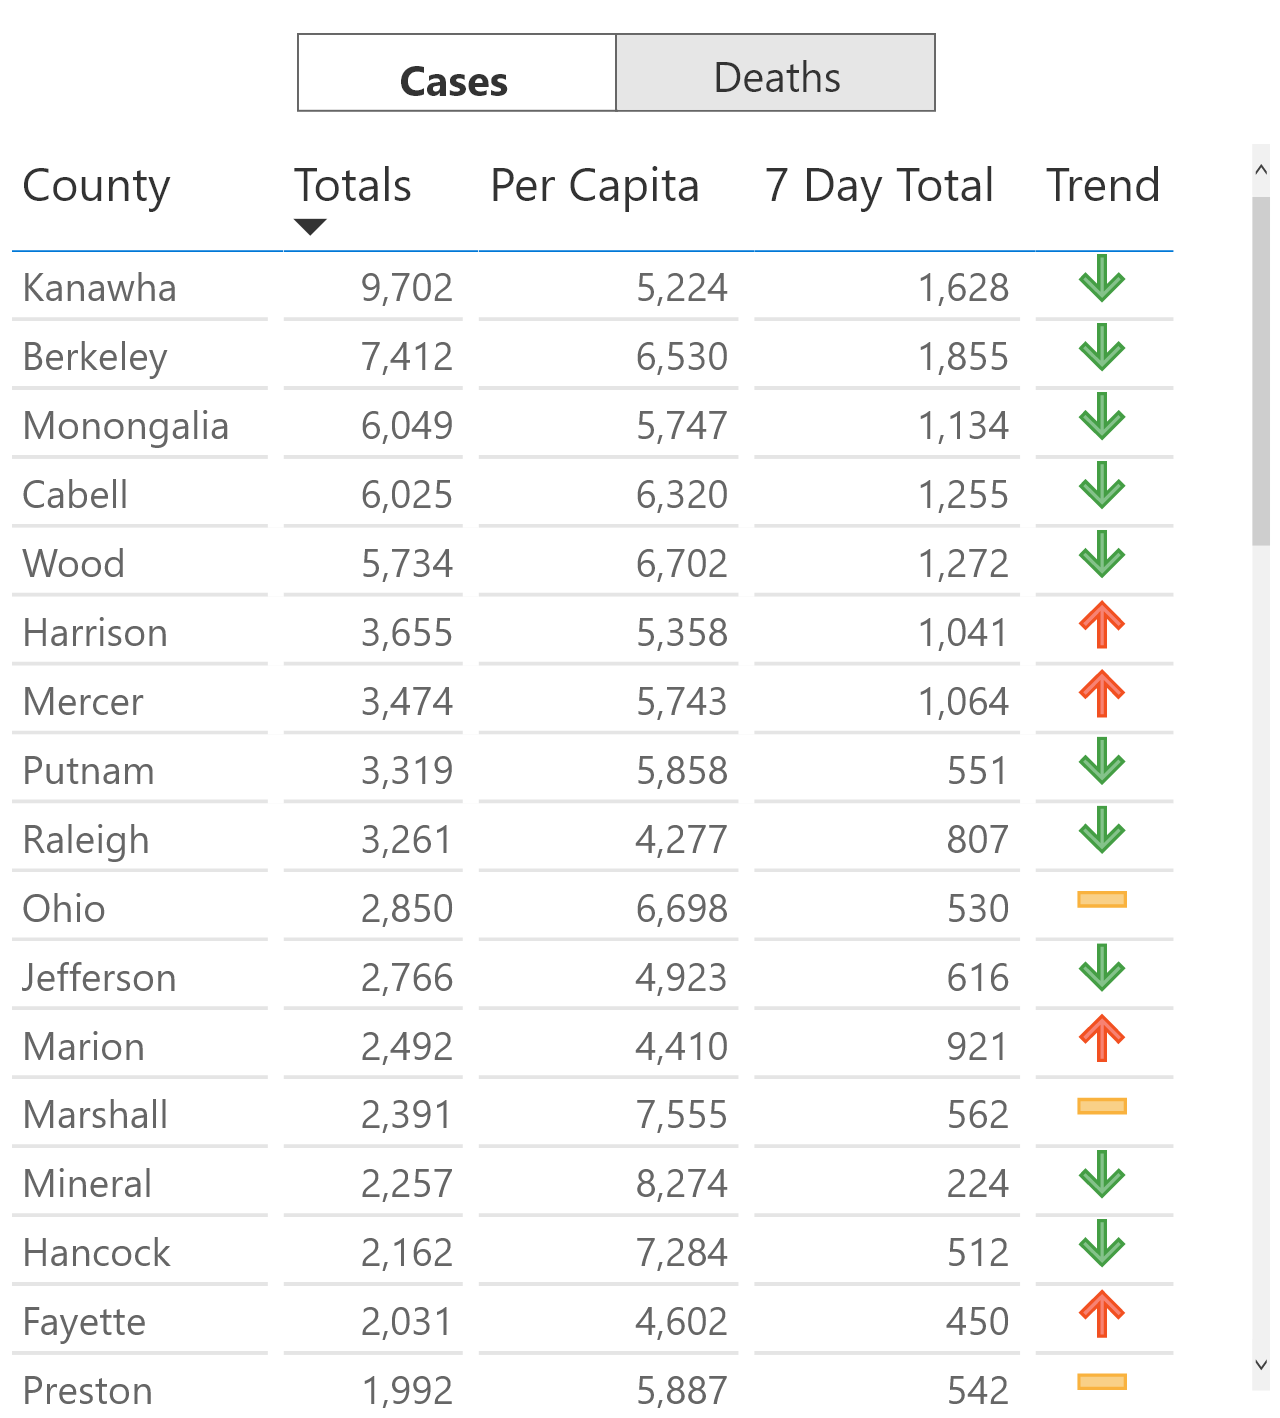 Cases Deaths
County Totals Per Capita 7 Day Total Trend
Kanawha 9,702 5,224 1,628
Berkeley 7,412 6,530 1,855
Monongalia 6,049 5,747 1,134
Cabell 6,025 6,320 1,255
Wood 5,734 6,702 1,272
Harrison 3,655 5,358 1,041
Mercer 3,474 5,743 1,064
Putnam 3,319 5,858 551
Raleigh 3,261 4,277 807
Ohio 2,850 6,698 530
Jefferson 2,766 4,923 616
Marion 2,492 4,410 921
Marshall 2,391 7,555 562
Mineral 2,257 8,274 224
Hancock 2,162 7,284 512
Fayette 2,031 4,602 450
Preston 1,992 5,887 542